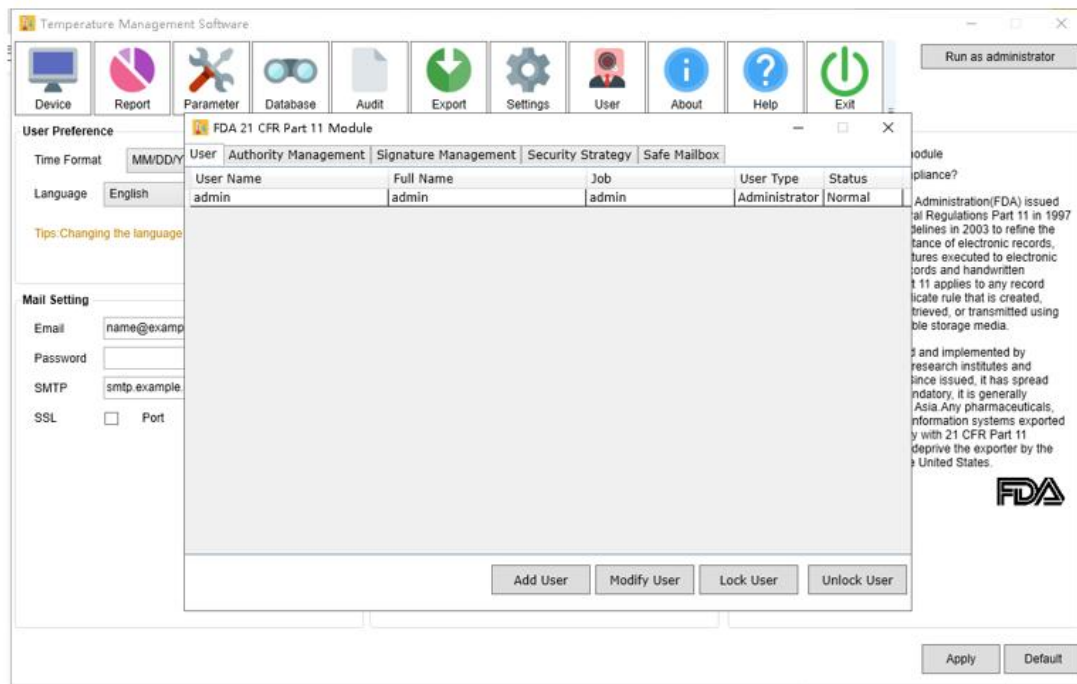 Temperature Management Software
Device Report Parameter Database Audit Export Settings User About Help Exit
Run as administrator
User Preference
Time Format MM/DD/Y
Language English
Tips:Changing the language
Mail Setting
Email name@examp
Password
SMTP smtp.example.
SSL Port
FDA 21 CFR Part 11 Module
User Authority Management Signature Management Security Strategy Safe Mailbox
User Name Full Name Job User Type Status
admin admin admin Administrator Normal
Add User Modify User Lock User Unlock User
odule
pliance?
Administration(FDA) issued
al Regulations Part 11 in 1997
delines in 2003 to refine the
tance of electronic records,
tures executed to electronic
cords and handwritten
t 11 applies to any record
licate rule that is created,
trieved, or transmitted using
ble storage media.
d and implemented by
research institutes and
Since issued, it has spread
ndatory, it is generally
Asia.Any pharmaceuticals,
nformation systems exported
y with 21 CFR Part 11
deprive the exporter by the
United States.
FDA
Apply Default